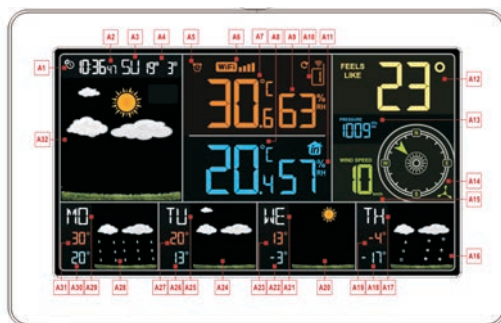 A2 A3 A4 A5 A6 A7 A8 A9 A10 A11
A1 10:36 41 SU 19" 3"
WiFi
30.6 °C 63 % RH
1
FEELS LIKE 23°
A12
PRESSURE
1009
A13
A32
20.4 °C 57 % RH
in
WIND SPEED
10
A14
A15
MO 30° 20°
TU 20° 13°
WE 13° -3°
TH -4° -17°
A16
A31 A30 A29 A28 A27 A26 A25 A24 A23 A22 A21 A20 A19 A18 A17